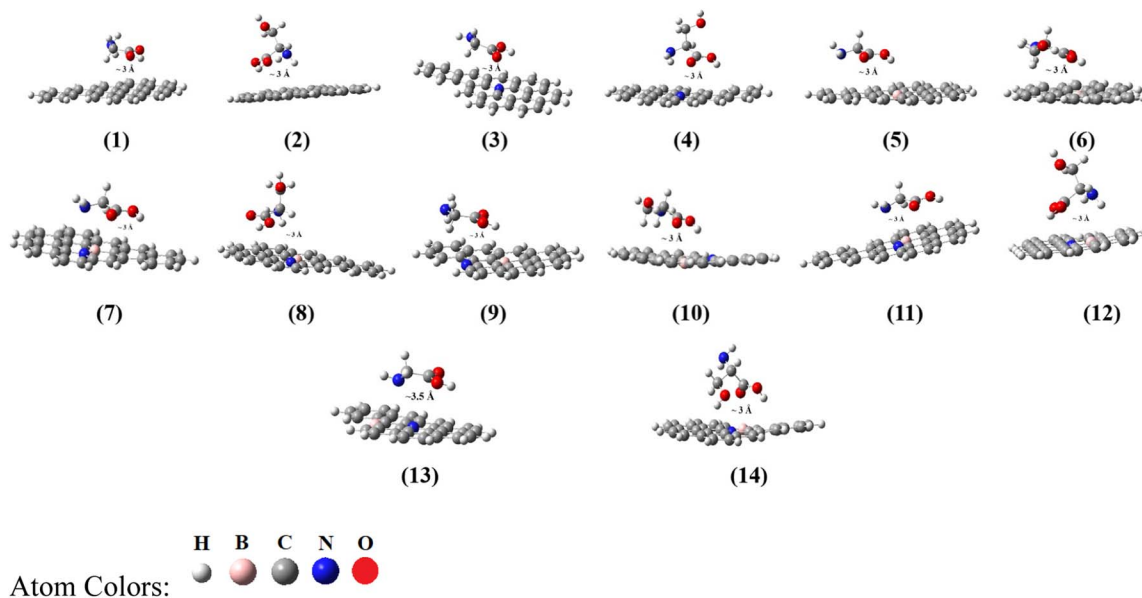 ~ 3 Å ~ 3 Å ~ 3 Å ~ 3 Å ~ 3 Å ~ 3 Å
(1) (2) (3) (4) (5) (6)
~ 3 Å ~ 3 Å ~ 3 Å ~ 3 Å ~ 3 Å ~ 3 Å
(7) (8) (9) (10) (11) (12)
~3.5 Å ~ 3 Å
(13) (14)
H B C N O
Atom Colors: